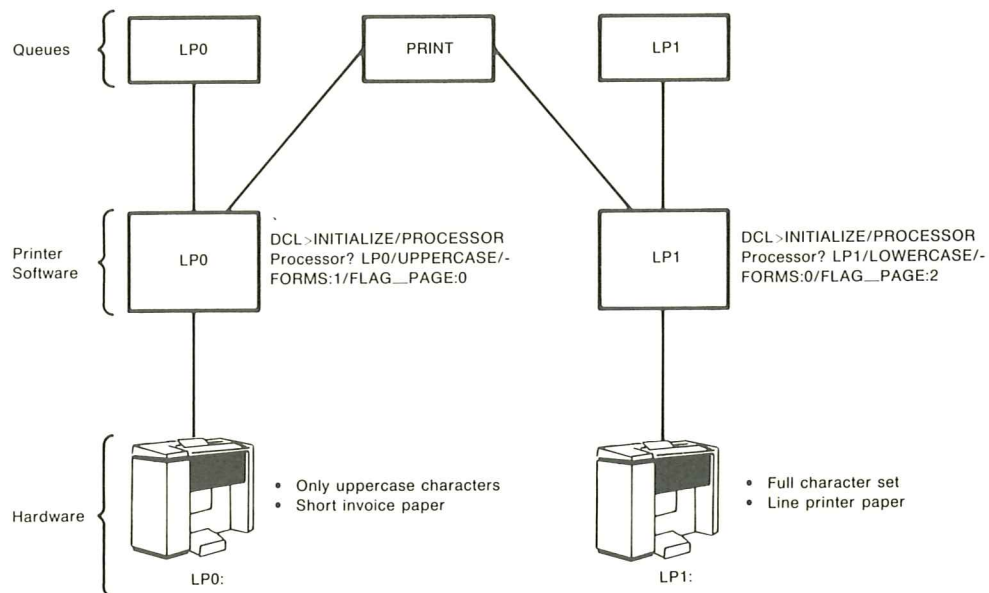 Queues
LP0
PRINT
LP1
Printer
Software
LP0
DCL>INITIALIZE/PROCESSOR
Processor? LP0/UPPERCASE/-
FORMS:1/FLAG__PAGE:0
LP1
DCL>INITIALIZE/PROCESSOR
Processor? LP1/LOWERCASE/-
FORMS:0/FLAG__PAGE:2
Hardware
• Only uppercase characters
• Short invoice paper
LP0:
• Full character set
• Line printer paper
LP1: